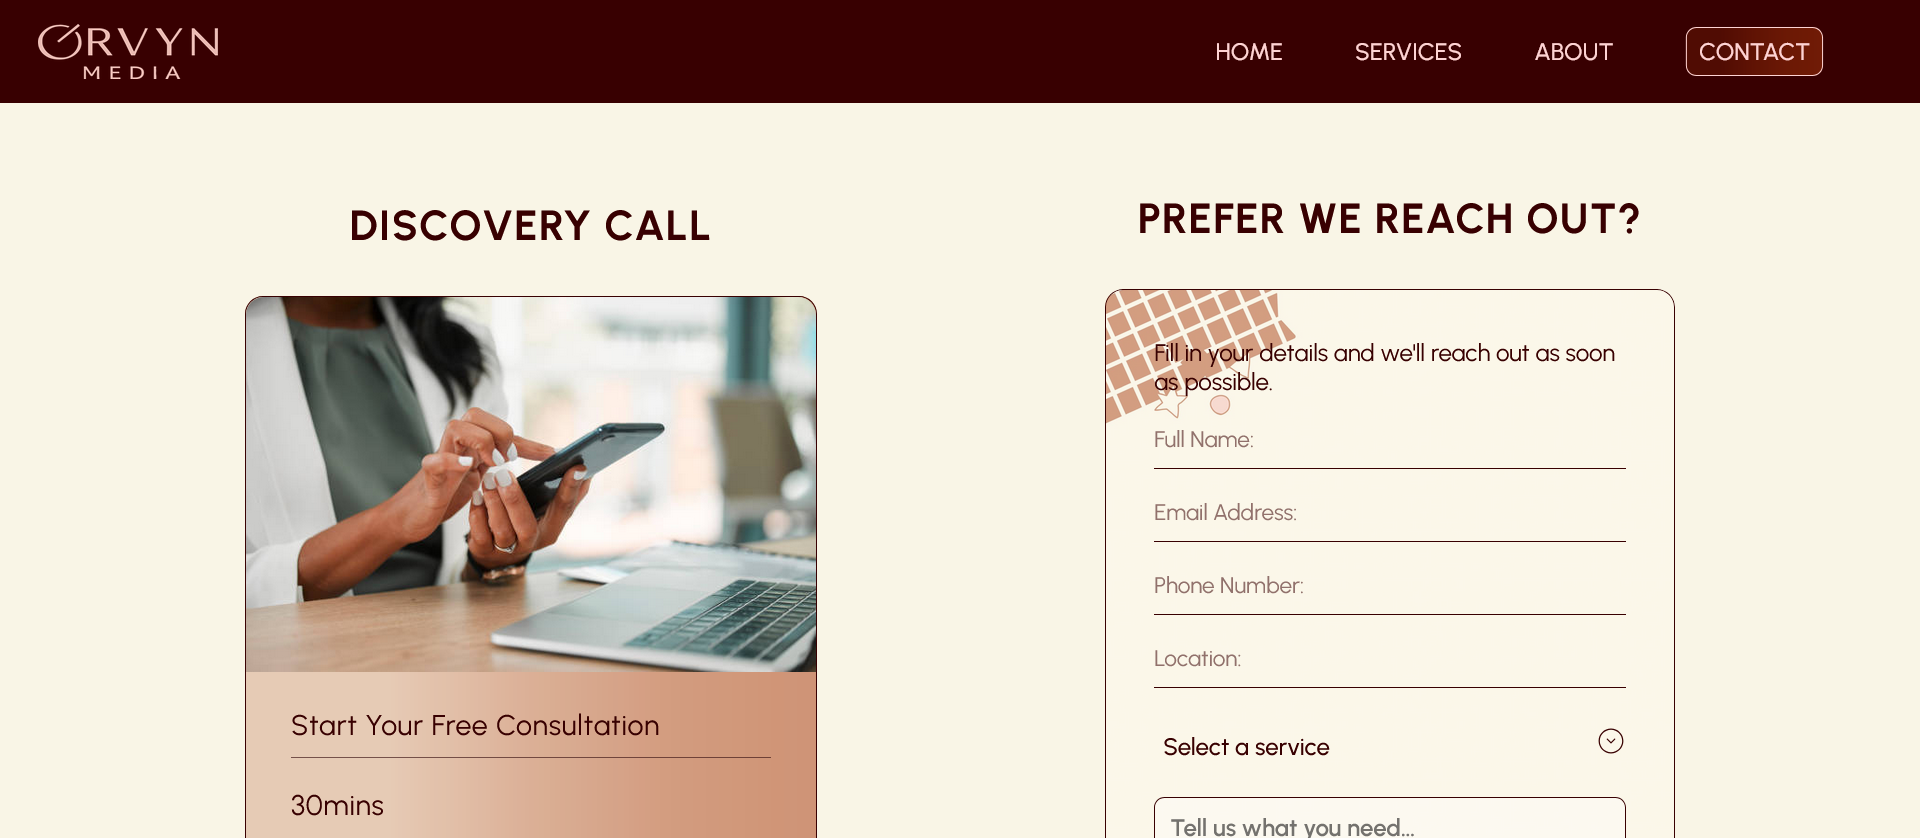 ORVYN
MEDIA
HOME
SERVICES
ABOUT
CONTACT
DISCOVERY CALL
Start Your Free Consultation
30mins
PREFER WE REACH OUT?
Fill in your details and we'll reach out as soon
as possible.
Full Name:
Email Address:
Phone Number:
Location:
Select a service
Tell us what you need...